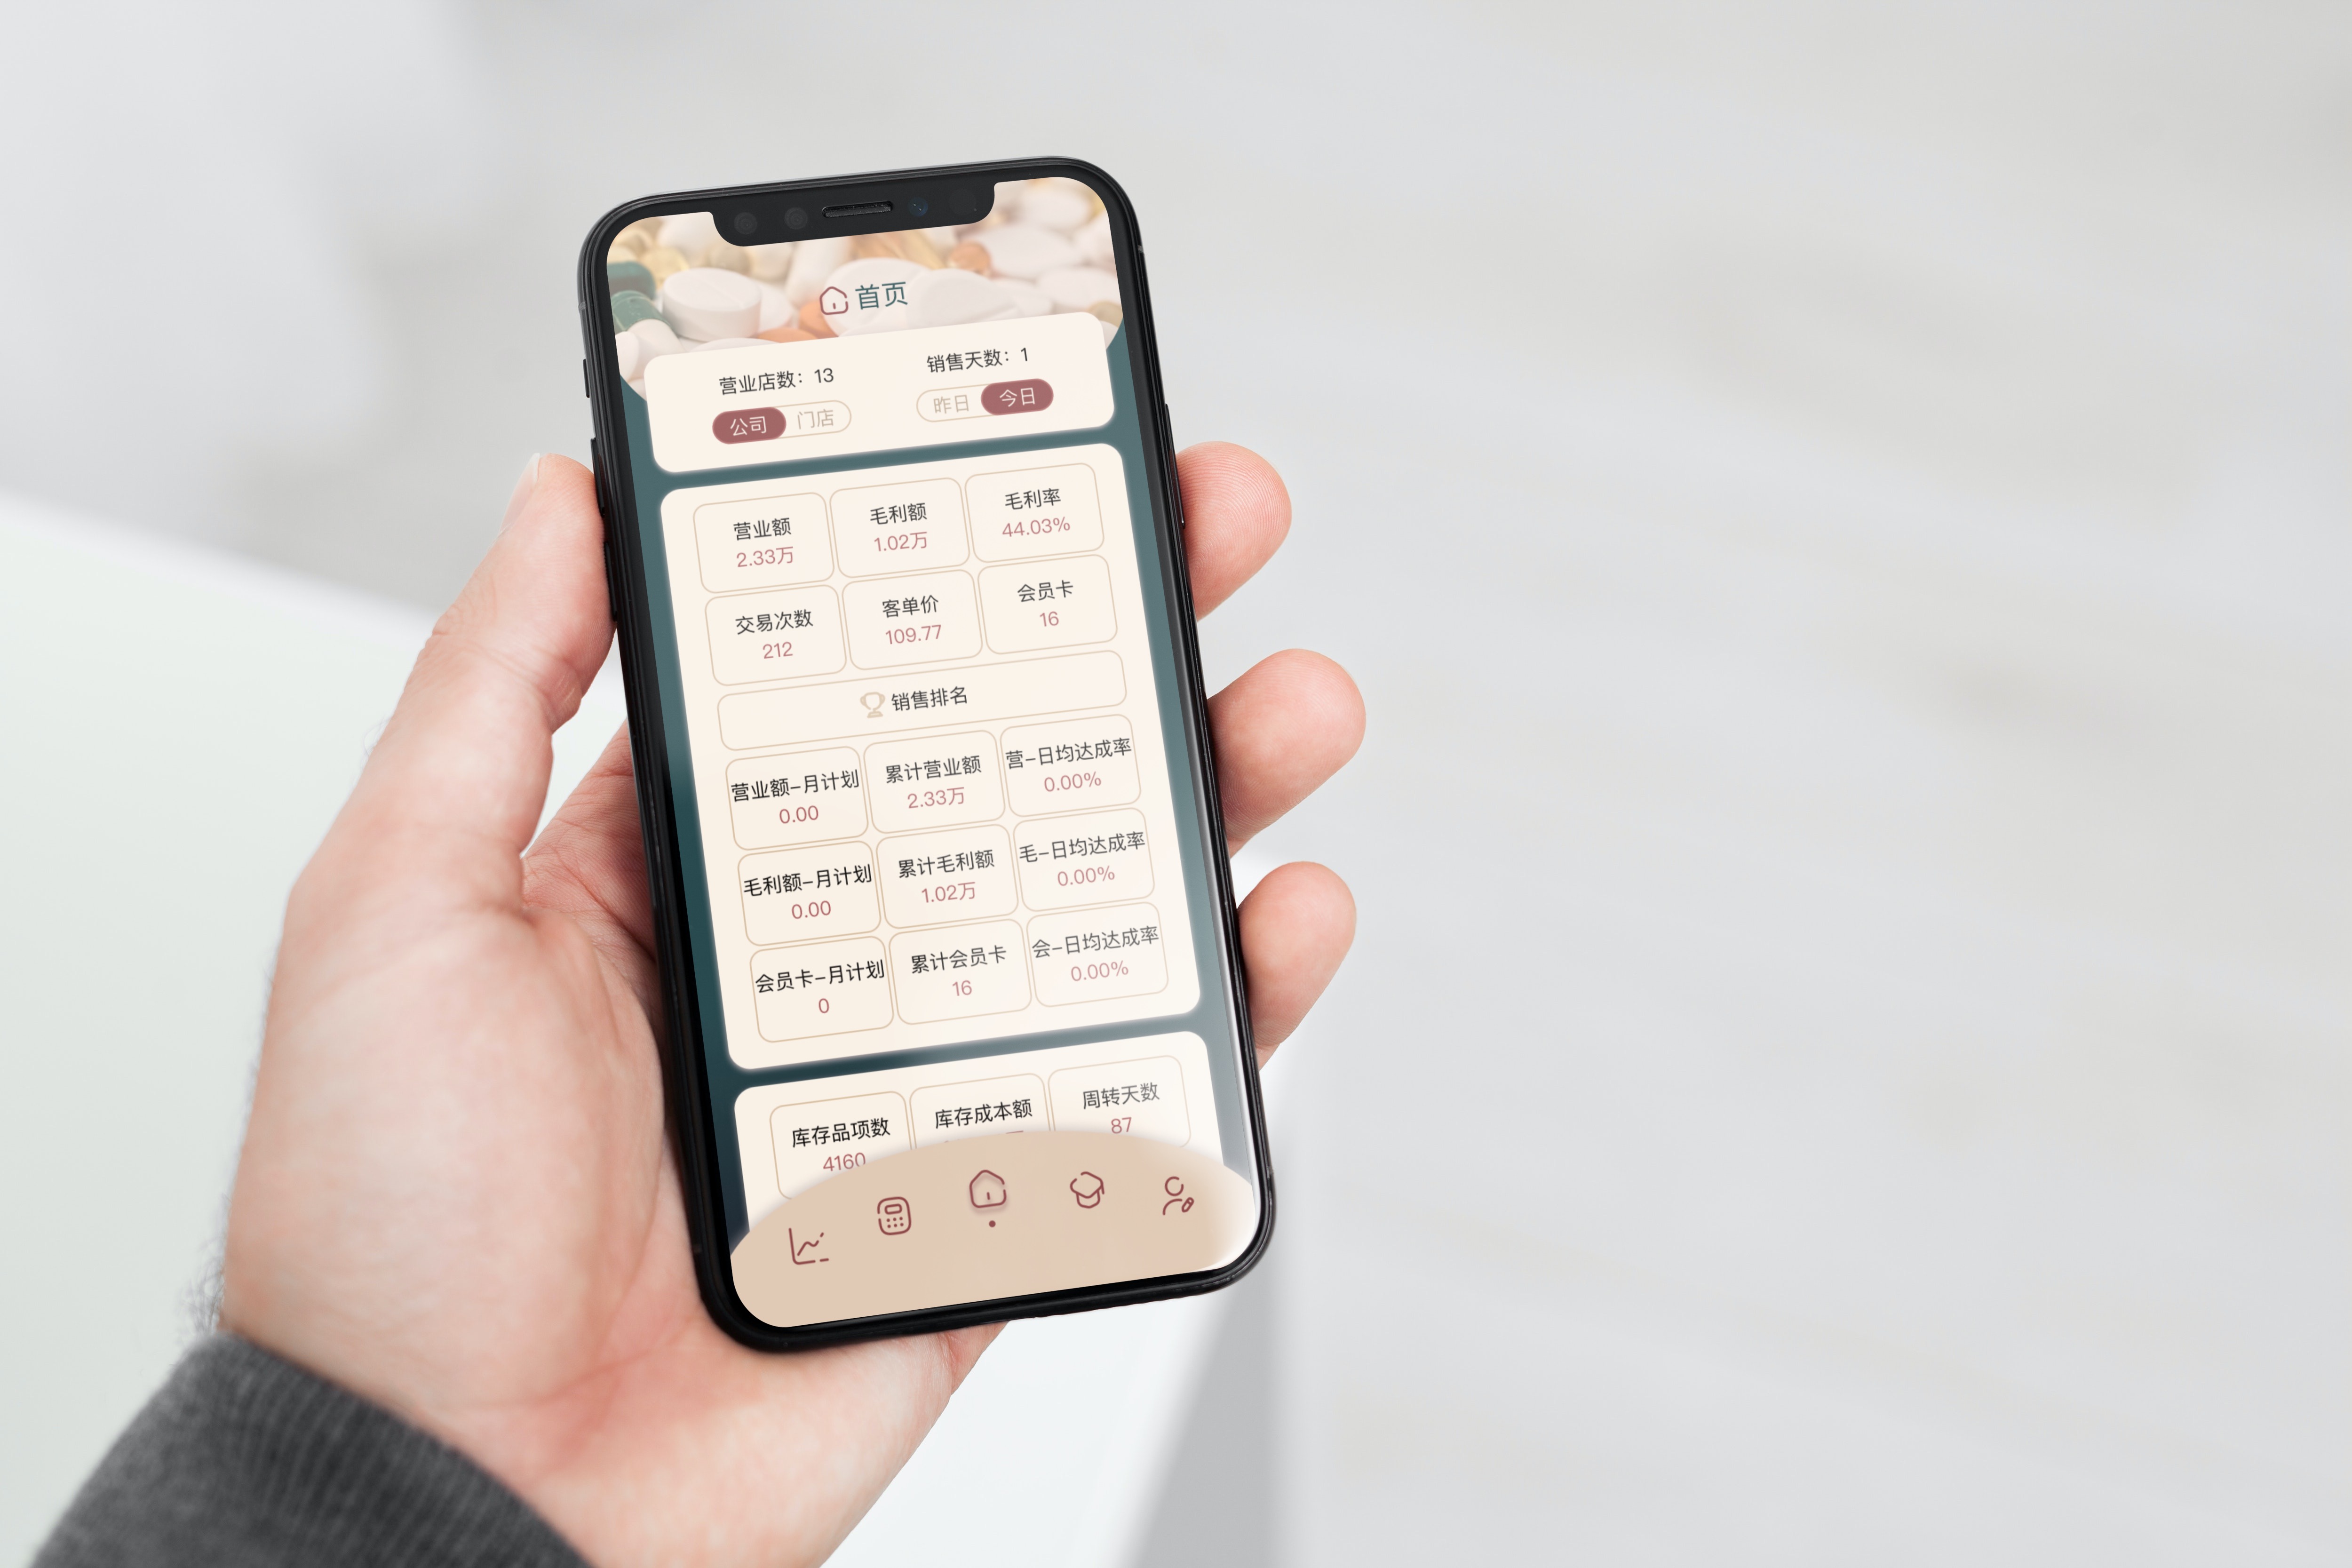 首页
营业店数：13 销售天数：1
公司 门店 昨日 今日
营业额 毛利额 毛利率
2.33万 1.02万 44.03%
交易次数 客单价 会员卡
212 109.77 16
销售排名
营业额-月计划 累计营业额 营-日均达成率
0.00 2.33万 0.00%
毛利额-月计划 累计毛利额 毛-日均达成率
0.00 1.02万 0.00%
会员卡-月计划 累计会员卡 会-日均达成率
0 16 0.00%
库存品项数 库存成本额 周转天数
4160 87